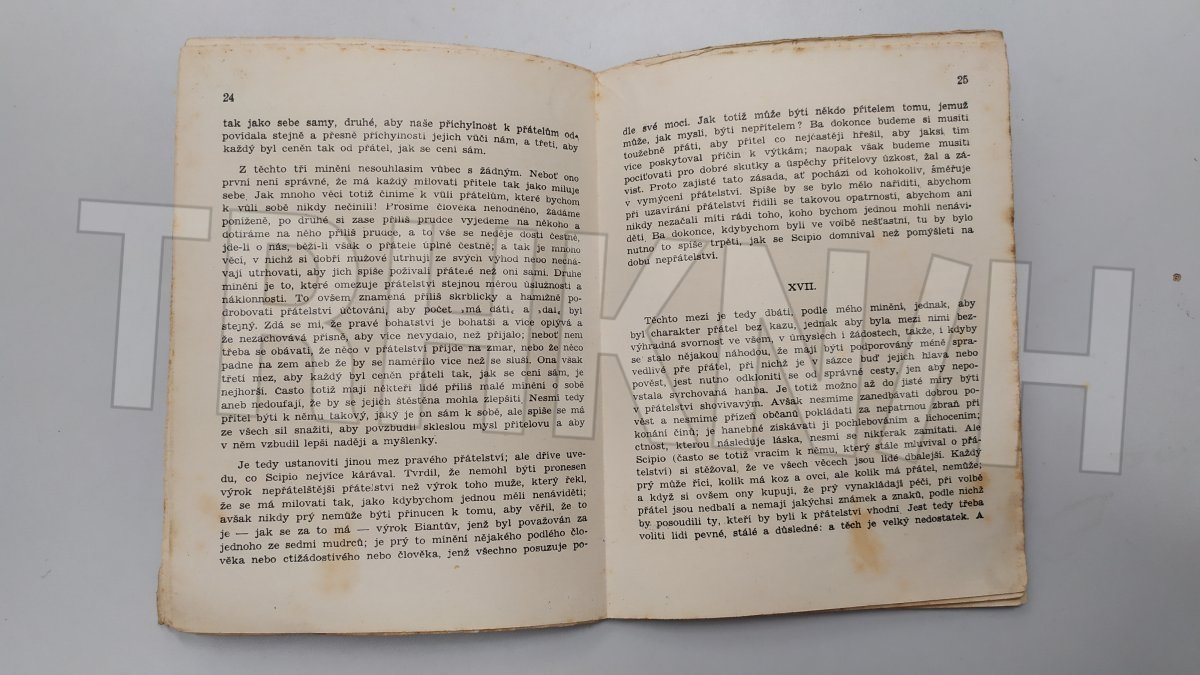 24
tak jako sebe samy, druhé, aby naše příchylnost k přátelům od-
povídala stejně a přesně příchylnosti jejich vůči nám, a třetí, aby
každý byl ceněn tak od přátel, jak se cení sám.
Z těchto tří mínění nesouhlasím vůbec s žádným. Neboť ono
první není správné, že má každý milovati přítele tak jako miluje
sebe. Jak mnoho věcí totiž činíme k vůli přátelům, které bychom
k vůli sobě nikdy nečinili! Prosíme člověka nenodného, žádáme
poníženě, po druhé si zase příliš prudce vyjedeme na někoho a
dotíráme na něho příliš prudce, a to vše se neděje dosti čestně,
jde-li o nás, běží-li však o přátele úplně čestně; a tak je mnoho
věcí, v nichž si dobří mužové utrhují ze svých výhod nebo nechá-
vají utrhovati, aby jich spíše požívali přátelé než oni sami. Druhé
mínění je to, které omezuje přátelství stejnou měrou úslužnosti a
náklonnosti. To ovšem znamená příliš skrblicky a hamižně po-
drobovati přátelství účtování, aby počet „má dáti„ a „dal„ byl
stejný. Zdá se mi, že pravé bohatství je bohatší a více oplývá a
že nezachovává přísně, aby více nevydalo, než přijalo; neboť není
třeba se obávati, že něco v přátelství přijde na zmar, nebo že něco
padne na zem aneb že by se naměřilo více než se sluší. Ona však
třetí mez, aby každý byl ceněn přáteli tak, jak se cení sám, je
nejhorší. Často totiž mají někteří lidé příliš malé mínění o sobě
aneb nedoufají, že by se jejich štěstěna mohla zlepšiti. Nesmí tedy
přítel býti k němu takový, jaký je on sám k sobě, ale spíše se má
ze všech sil snažiti, aby povzbudil skleslou mysl přítelovu a aby
v něm vzbudil lepší naději a myšlenky.
Je tedy ustanoviti jinou mez pravého přátelství; ale dříve uve-
du, co Scipio nejvíce kárával. Tvrdil, že nemohl býti pronesen
výrok nepřátelštější přátelství než výrok toho muže, který řekl,
že se má milovati tak, jako kdybychom jednou měli nenáviděti;
avšak nikdy prý nemůže býti přinucen k tomu, aby věřil, že to
je — jak se za to má — výrok Biantův, jenž byl považován za
jednoho ze sedmi mudrců; je prý to mínění nějakého podlého člo-
věka nebo ctižádostivého nebo člověka, jenž všechno posuzuje po-
25
dle své moci. Jak totiž může býti někdo přítelem tomu, jemuž
může, jak myslí, býti nepřítelem? Ba dokonce budeme si musiti
toužebně přáti, aby přítel co nejčastěji hřešil, aby jaksi tím
více poskytoval příčin k výtkám; naopak však budeme musiti
pociťovati pro dobré skutky a úspěchy přítelovy úzkost, žal a zá-
vist. Proto zajisté tato zásada, ať pochází od kohokoliv, směřuje
v vymýcení přátelství. Spíše by se bylo mělo naříditi, abychom
při uzavírání přátelství řídili se takovou opatrností, abychom ani
nikdy nezačali míti rádi toho, koho bychom jednou mohli nenávi-
děti. Ba dokonce, kdybychom byli ve volbě nešťastni, tu by bylo
nutno to spíše trpěti, jak se Scipio domníval než pomýšleti na
dobu nepřátelství.
XVII.
Těchto mezí je tedy dbáti, podle mého mínění, jednak, aby
byl charakter přátel bez kazu, jednak aby byla mezi nimi bez-
výhradná svornost ve všem, v úmyslech i žádostech, takže, i kdyby
se stalo nějakou náhodou, že mají býti podporovány méně spra-
vedlivé pře přátel, při nichž je v sázce buď jejich hlava nebo
pověst, jest nutno odkloniti se od správné cesty, jen aby nepo-
vstala svrchovaná hanba. Je totiž možno až do jisté míry býti
v přátelství shovívavým. Avšak nesmíme zanedbávati dobrou po-
věst a nesmíme přízeň občanů pokládati za nepatrnou zbraň při
konání činů; je hanebné získávati ji pochlebováním a lichocením;
ctnost, kterou následuje láska, nesmí se nikterak zamítati. Ale
Scipio (často se totiž vracím k němu, který stále mluvíval o přá-
telství) si stěžoval, že ve všech věcech jsou lidé dbalejší. Každý
prý může říci, kolik má koz a ovcí, ale kolik má přátel, nemůže;
a když si ovšem ony kupují, že prý vynakládají péči, při volbě
přátel jsou nedbalí a nemají jakýchsi známek a znaků, podle nichž
by posoudili ty, kteří by byli k přátelství vhodní. Jest tedy třeba
voliti lidi pevné, stálé a důsledné: a těch je velký nedostatek. A